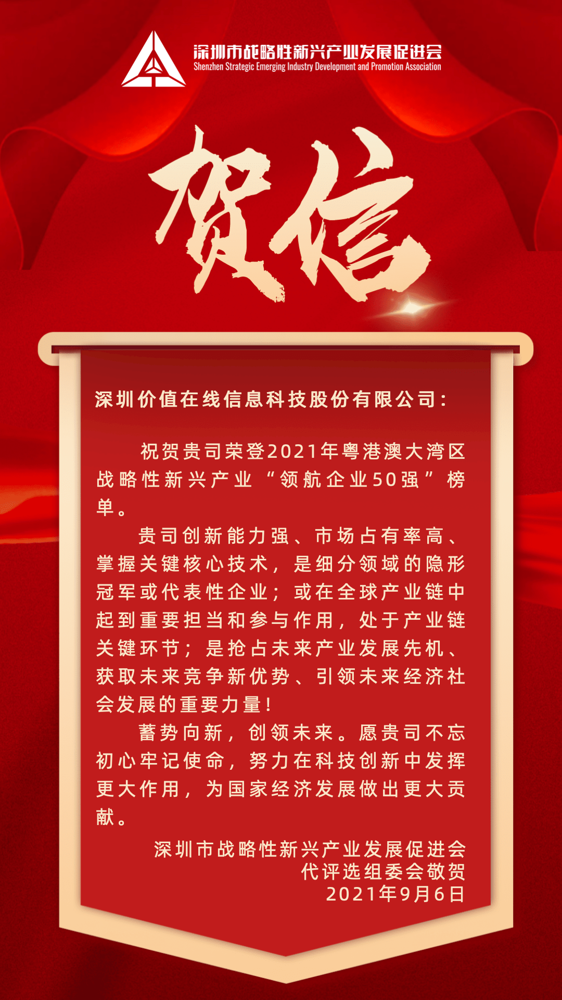 深圳市战略性新兴产业发展促进会
Shenzhen Strategic Emerging Industry Development and Promotion Association
贺信
深圳价值在线信息科技股份有限公司：
祝贺贵司荣登2021年粤港澳大湾区
战略性新兴产业“领航企业50强”榜
单。
贵司创新能力强、市场占有率高、
掌握关键核心技术，是细分领域的隐形
冠军或代表性企业；或在全球产业链中
起到重要担当和参与作用，处于产业链
关键环节；是抢占未来产业发展先机、
获取未来竞争新优势、引领未来经济社
会发展的重要力量！
蓄势向新，创领未来。愿贵司不忘
初心牢记使命，努力在科技创新中发挥
更大作用，为国家经济发展做出更大贡
献。
深圳市战略性新兴产业发展促进会
代评选组委会敬贺
2021年9月6日